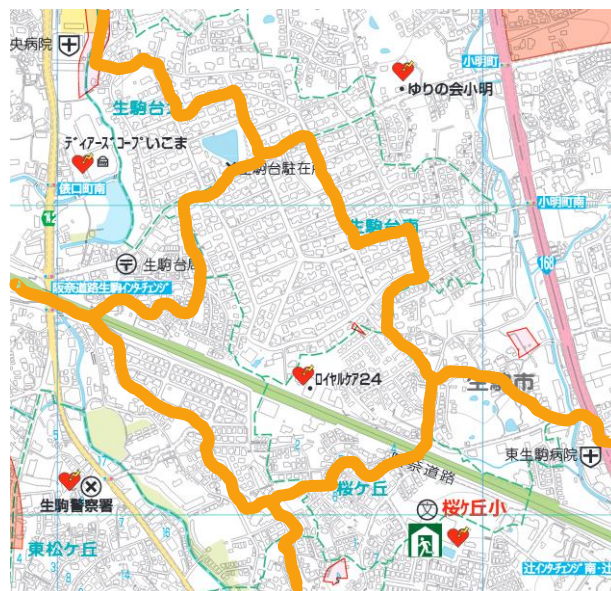 央病院
小明町
ゆりの会小明
生駒台
ディアーズコープいこま
生駒台駐在所
俵口町南
小明町南
生駒台南
生駒台局
168
阪奈道路生駒インターチェンジ
ロイヤルケア24
生駒市
奈道路
東生駒病院
桜ケ丘
生駒警察署
文
桜ケ丘小
東松ケ丘
辻インターチェンジ南・辻